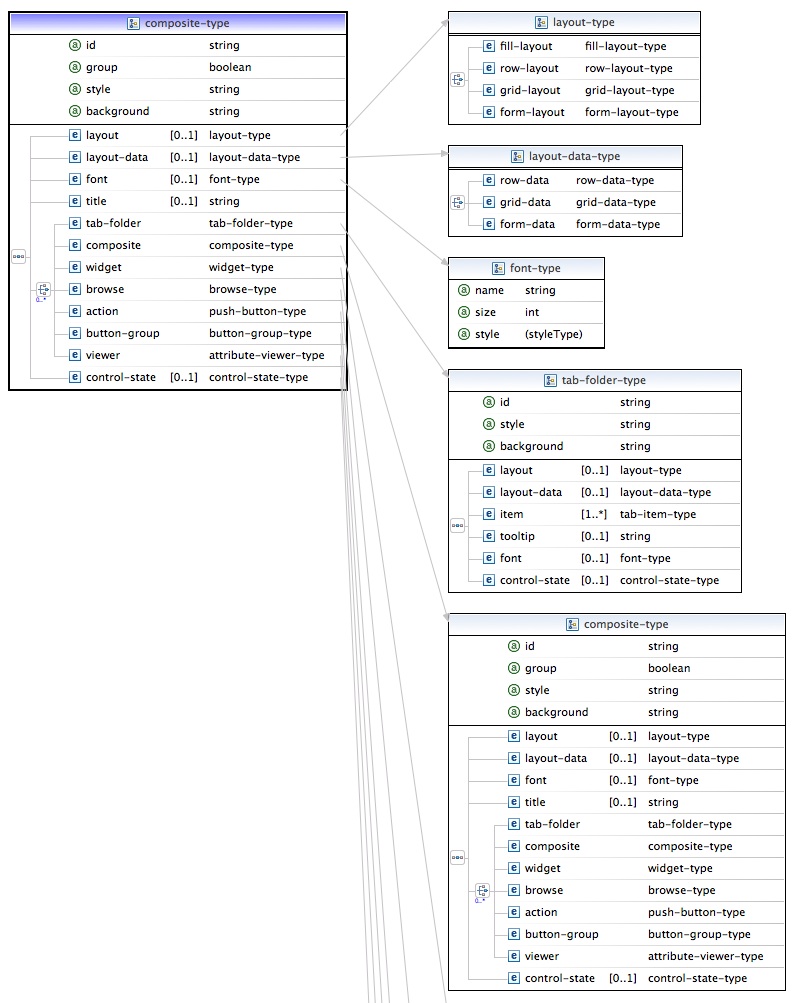 composite-type
a id string
a group boolean
a style string
a background string
e layout [0..1] layout-type
e layout-data [0..1] layout-data-type
e font [0..1] font-type
e title [0..1] string
e tab-folder tab-folder-type
e composite composite-type
e widget widget-type
e browse browse-type
e action push-button-type
e button-group button-group-type
e viewer attribute-viewer-type
e control-state [0..1] control-state-type
0..*
layout-type
e fill-layout fill-layout-type
e row-layout row-layout-type
e grid-layout grid-layout-type
e form-layout form-layout-type
layout-data-type
e row-data row-data-type
e grid-data grid-data-type
e form-data form-data-type
font-type
a name string
a size int
a style (styleType)
tab-folder-type
a id string
a style string
a background string
e layout [0..1] layout-type
e layout-data [0..1] layout-data-type
e item [1..*] tab-item-type
e tooltip [0..1] string
e font [0..1] font-type
e control-state [0..1] control-state-type
composite-type
a id string
a group boolean
a style string
a background string
e layout [0..1] layout-type
e layout-data [0..1] layout-data-type
e font [0..1] font-type
e title [0..1] string
e tab-folder tab-folder-type
e composite composite-type
e widget widget-type
e browse browse-type
e action push-button-type
e button-group button-group-type
e viewer attribute-viewer-type
e control-state [0..1] control-state-type
0..*